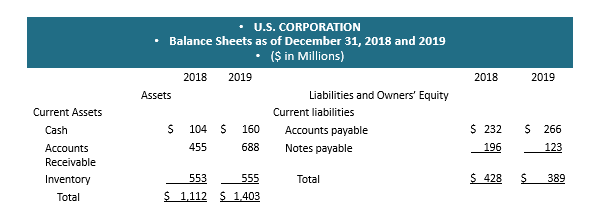 • U.S. CORPORATION
• Balance Sheets as of December 31, 2018 and 2019
• ($ in Millions)
2018 2019 2018 2019
Assets Liabilities and Owners’ Equity
Current Assets Current liabilities
Cash $ 104 $ 160 Accounts payable $ 232 $ 266
Accounts Receivable 455 688 Notes payable 196 123
Inventory 553 555 Total $ 428 $ 389
Total $ 1,112 $ 1,403